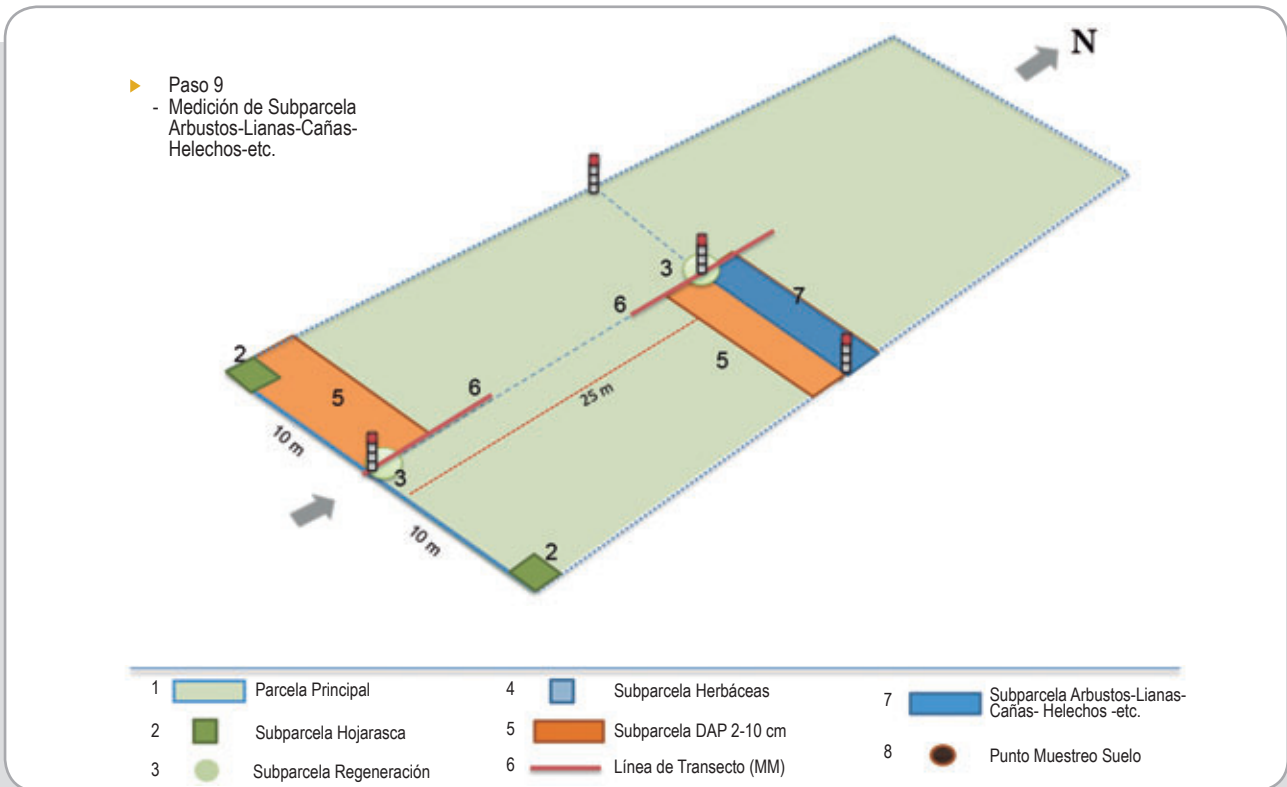 N
Paso 9
- Medición de Subparcela
Arbustos-Lianas-Cañas-
Helechos-etc.
3
7
6
2
5
5
6
25 m
10 m
3
10 m
2
1 Parcela Principal
2 Subparcela Hojarasca
3 Subparcela Regeneración
4 Subparcela Herbáceas
5 Subparcela DAP 2-10 cm
6 Línea de Transecto (MM)
7 Subparcela Arbustos-Lianas-
Cañas- Helechos -etc.
8 Punto Muestreo Suelo